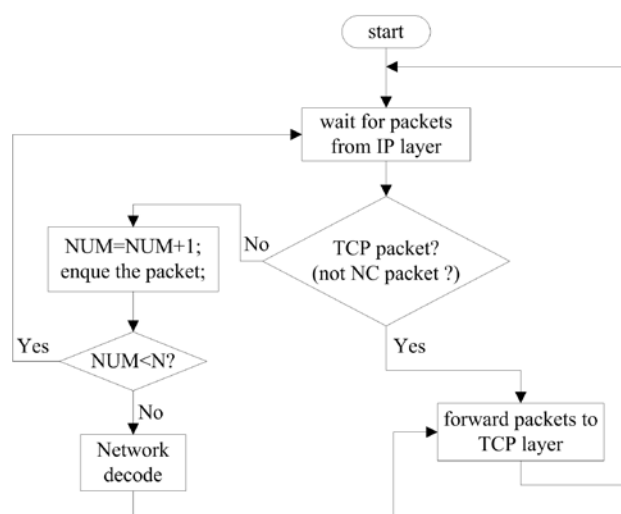 start
wait for packets
from IP layer
TCP packet?
(not NC packet ?)
No
NUM=NUM+1;
enque the packet;
Yes
NUM<N?
Yes
No
forward packets to
TCP layer
Network
decode